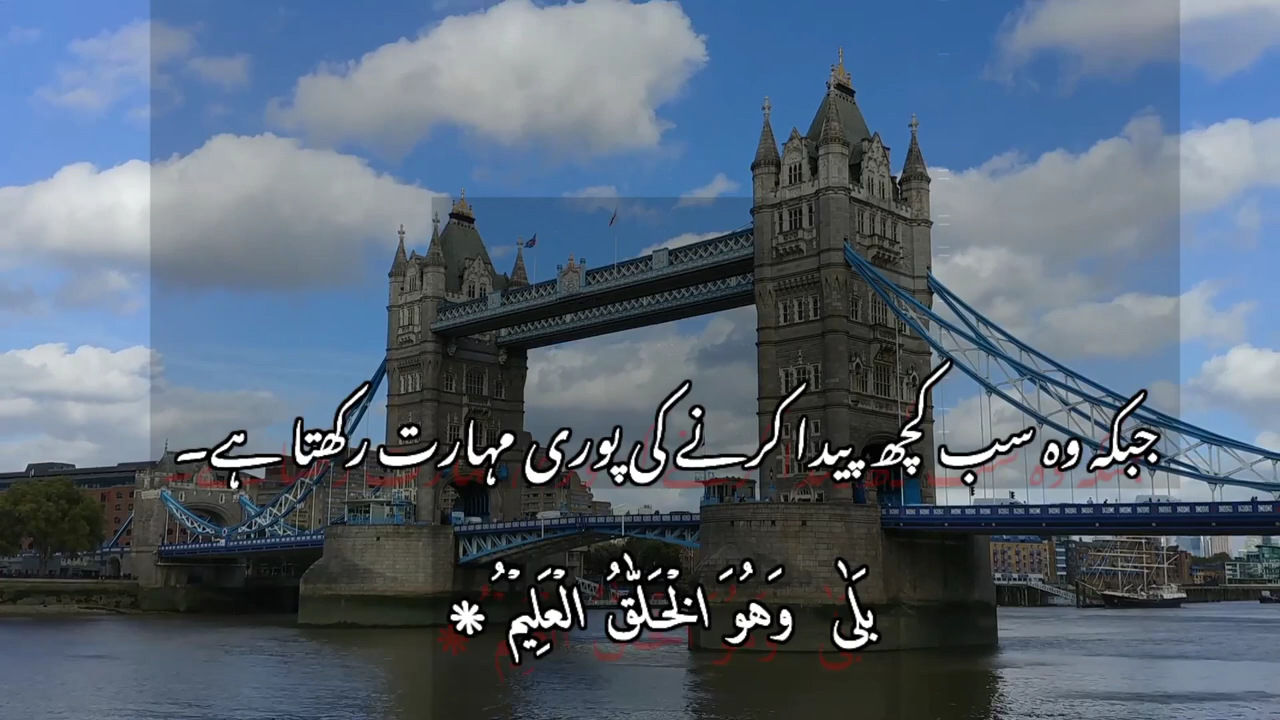 جبکہ وہ سب کچھ پیدا کرنے کی پوری مہارت رکھتا ہے۔
بَلٰى وَهُوَ الْخَلّٰقُ الْعَلِيْمُ *